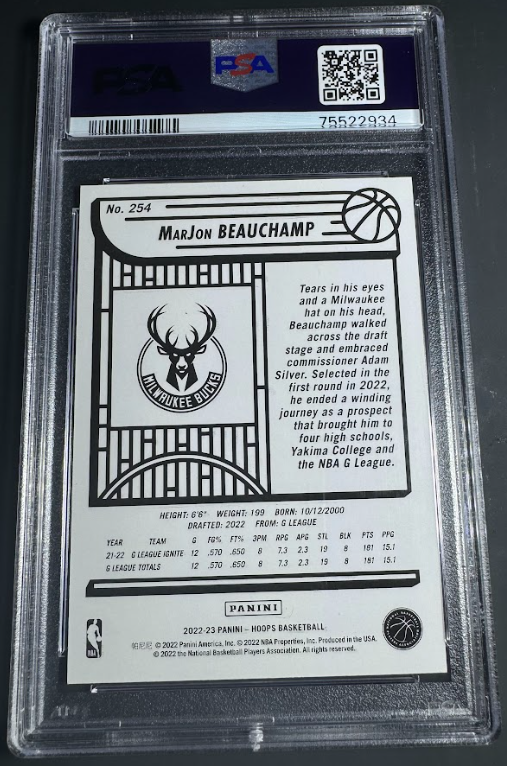 PSA
PSA
75522934
No. 254
MARJON BEAUCHAMP
Tears in his eyes
and a Milwaukee
hat on his head,
Beauchamp walked
across the draft
stage and embraced
commissioner Adam
Silver. Selected in the
first round in 2022,
he ended a winding
journey as a prospect
that brought him to
four high schools,
Yakima College and
the NBA G League.
MILWAUKEE BUCKS
HEIGHT: 6'6" WEIGHT: 199 BORN: 10/12/2000
DRAFTED: 2022 FROM: G LEAGUE
YEAR TEAM G FG% FT% 3PM RPG APG STL BLK PTS PPG
21-22 G LEAGUE IGNITE 12 .570 .650 8 7.3 2.3 19 8 181 15.1
G LEAGUE TOTALS 12 .570 .650 8 7.3 2.3 19 8 181 15.1
PANINI
2022-23 PANINI – HOOPS BASKETBALL
帕尼尼 © 2022 Panini America, Inc. © 2022 NBA Properties, Inc. Produced in the USA.
© 2022 the National Basketball Players Association. All rights reserved.
NBA